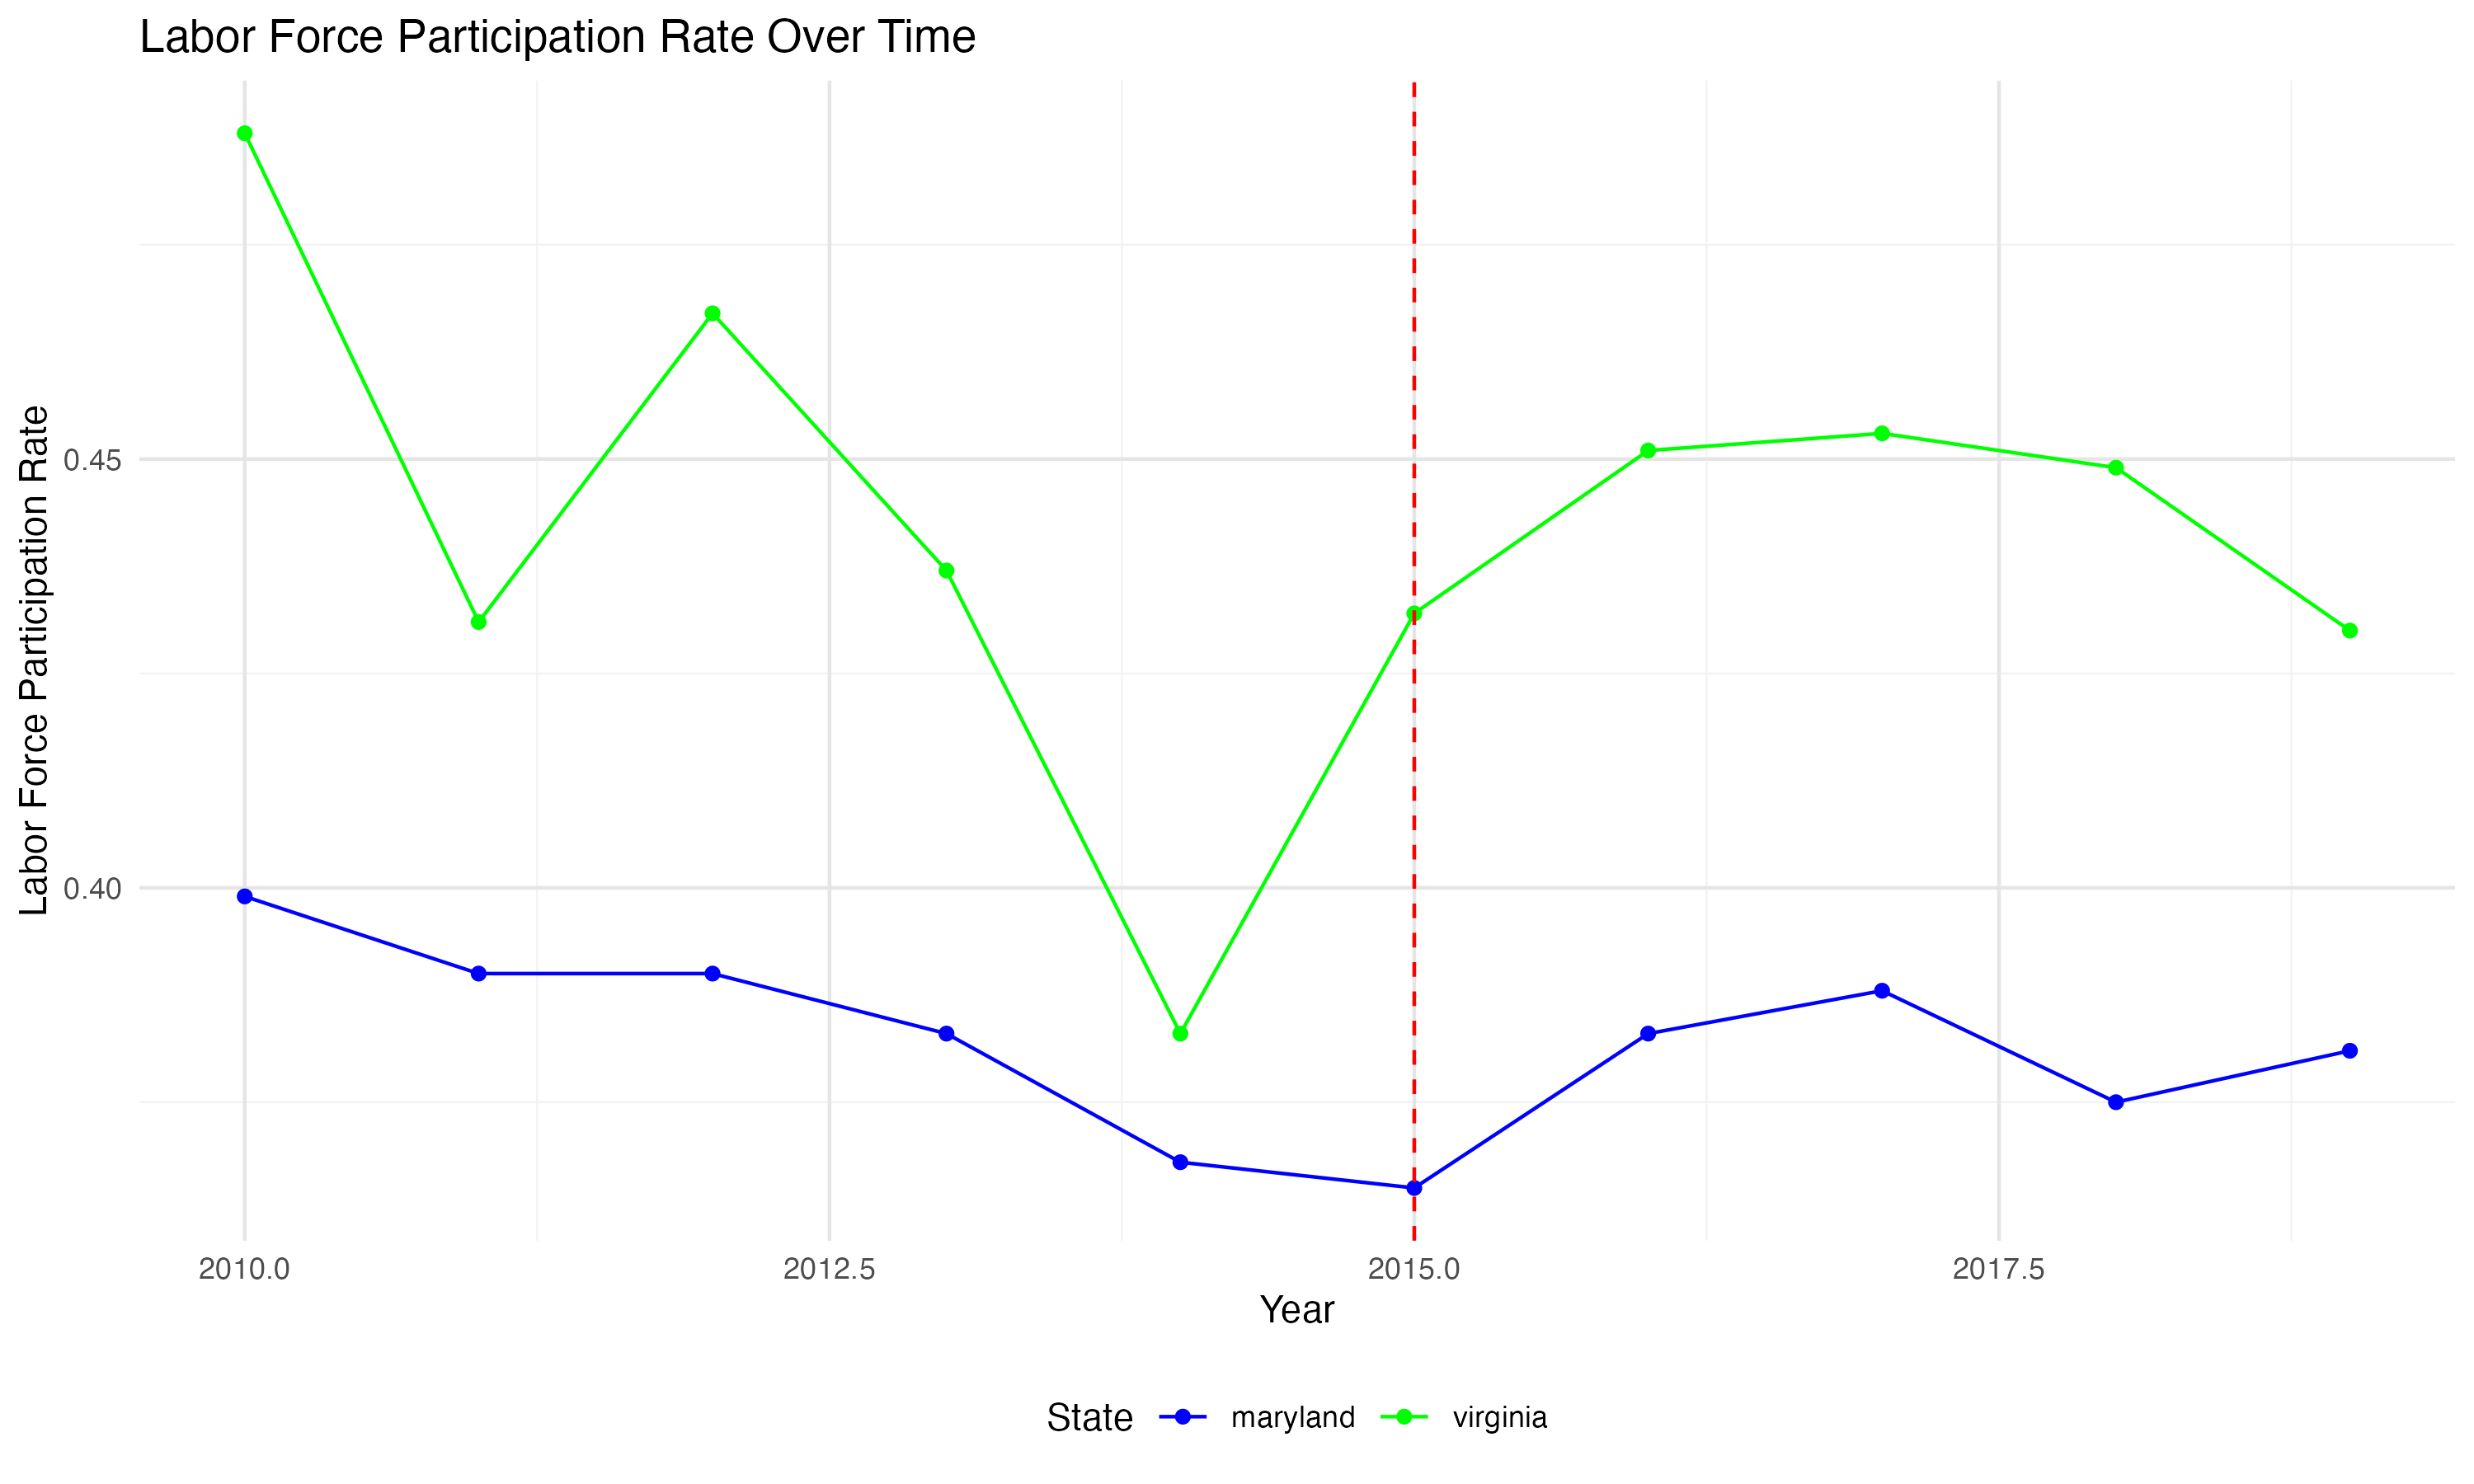 Labor Force Participation Rate Over Time
Labor Force Participation Rate
0.45
0.40
2010.0 2012.5 2015.0 2017.5
Year
State maryland virginia